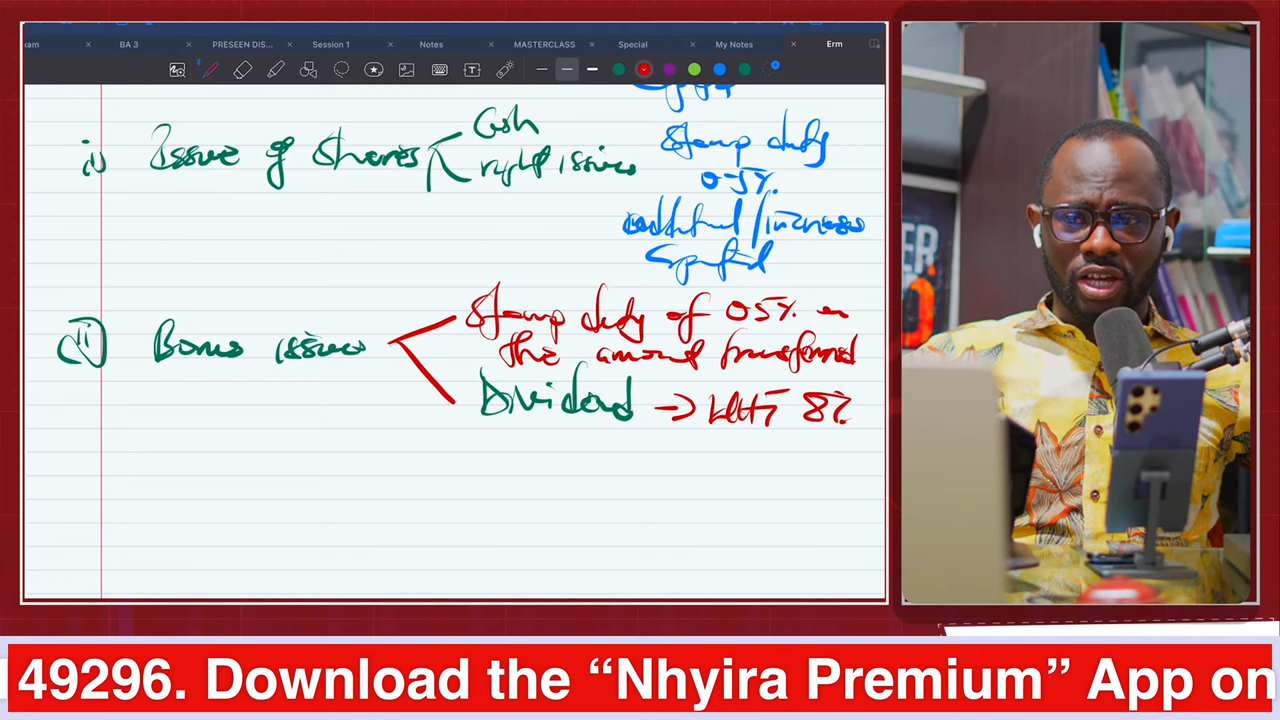 BA 3
PRESEEN DIS...
Session 1
Notes
MASTERCLASS
Special
My Notes
Erm
i) Issue of Shares
Cash
right issues
Stamp duty
0.5%.
additional / increase
ii) Bonus issues
Stamp duty of 0.5% on
the amount transferred
Dividend → WHT 8%
49296. Download the “Nhyira Premium” App on